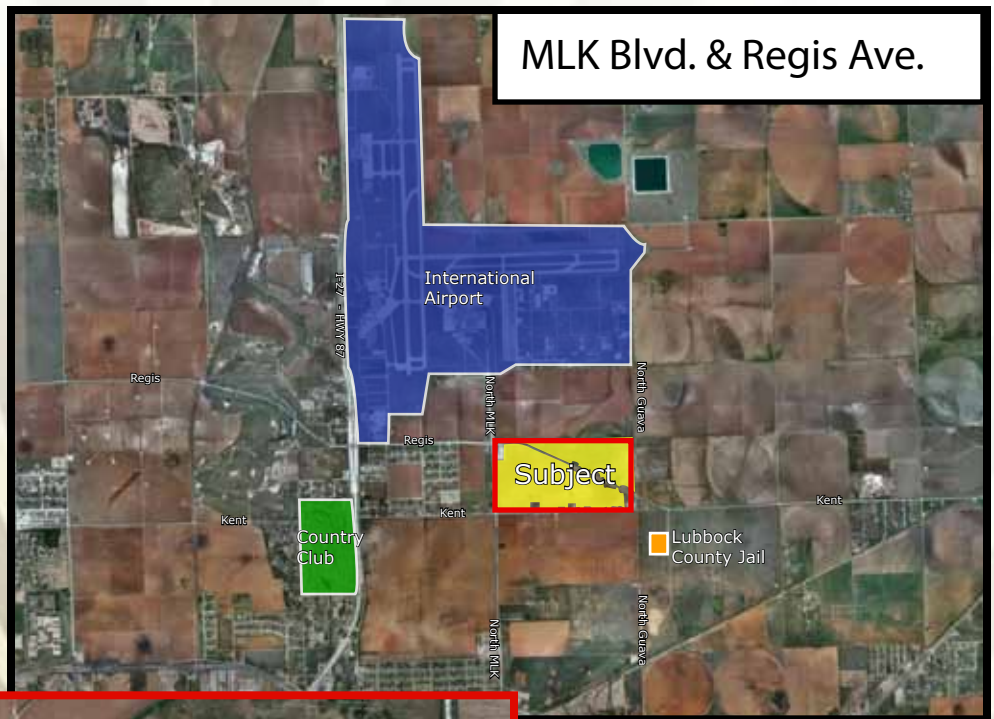 MLK Blvd. & Regis Ave.
International
Airport
I-27 - HWY 87
Regis
North MLK
North Guava
Regis
Subject
Kent
Kent
Kent
Country
Club
Lubbock
County Jail
North MLK
North Guava